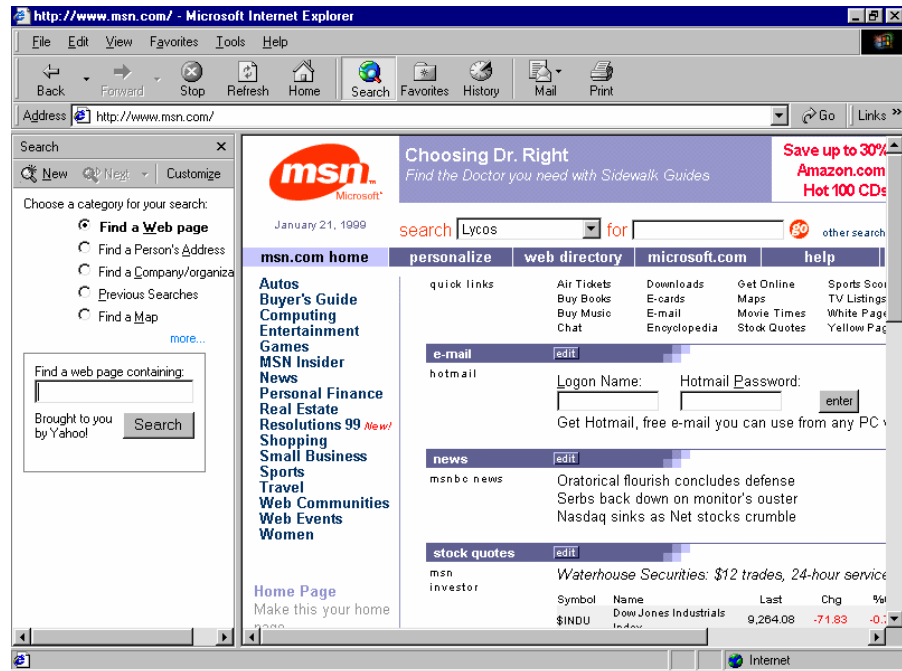 http://www.msn.com/ - Microsoft Internet Explorer
File Edit View Favorites Tools Help
Back Forward Stop Refresh Home Search Favorites History Mail Print
Address http://www.msn.com/ Go Links »
Search
New Next Customize
Choose a category for your search:
Find a Web page
Find a Person's Address
Find a Company/organiza
Previous Searches
Find a Map
more...
Find a web page containing:
Brought to you
by Yahoo!
Search
msn.
Microsoft
January 21, 1999
Choosing Dr. Right
Find the Doctor you need with Sidewalk Guides
Save up to 30%
Amazon.com
Hot 100 CDs
search Lycos for go other search
msn.com home personalize web directory microsoft.com help
Autos
Buyer's Guide
Computing
Entertainment
Games
MSN Insider
News
Personal Finance
Real Estate
Resolutions 99 New!
Shopping
Small Business
Sports
Travel
Web Communities
Web Events
Women
Home Page
Make this your home
page
quick links
Air Tickets Downloads Get Online Sports Scor
Buy Books E-cards Maps TV Listings
Buy Music E-mail Movie Times White Page
Chat Encyclopedia Stock Quotes Yellow Pag
e-mail edit
hotmail
Logon Name: Hotmail Password:
enter
Get Hotmail, free e-mail you can use from any PC
news edit
msnbc news
Oratorical flourish concludes defense
Serbs back down on monitor's ouster
Nasdaq sinks as Net stocks crumble
stock quotes edit
msn
investor
Waterhouse Securities: $12 trades, 24-hour service
Symbol Name Last Chg
$INDU Dow Jones Industrials Index 9,264.08 -71.83
Internet